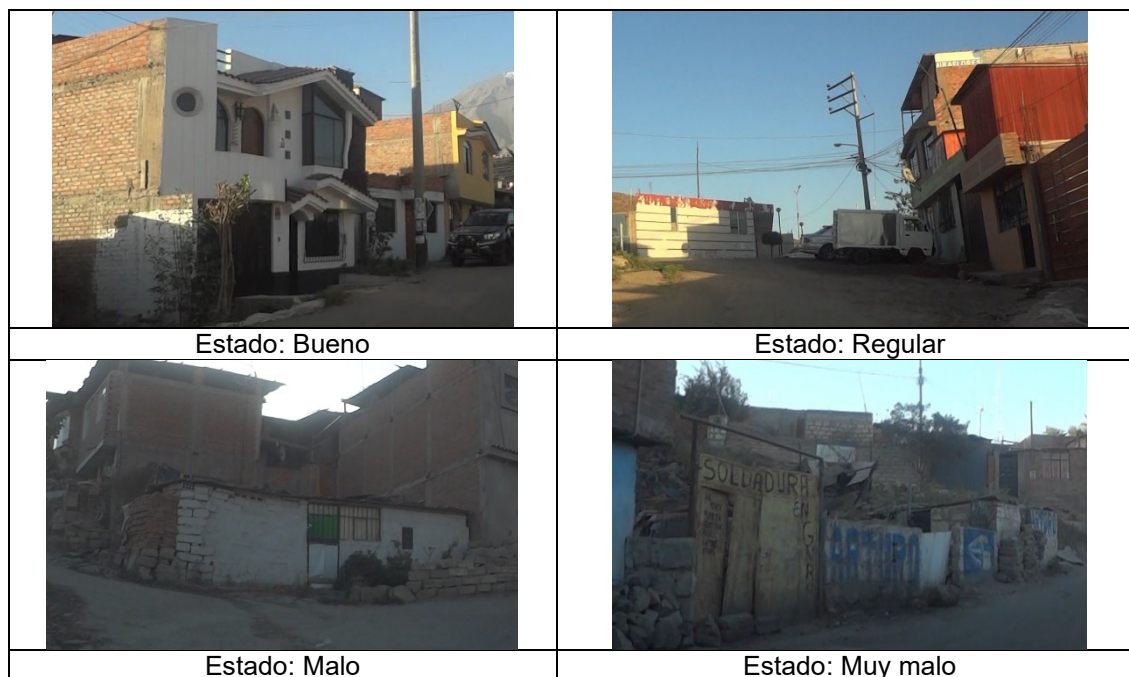 Estado: Bueno
Estado: Regular
Estado: Malo
SOLDADURA
EN
ARTURO
Estado: Muy malo